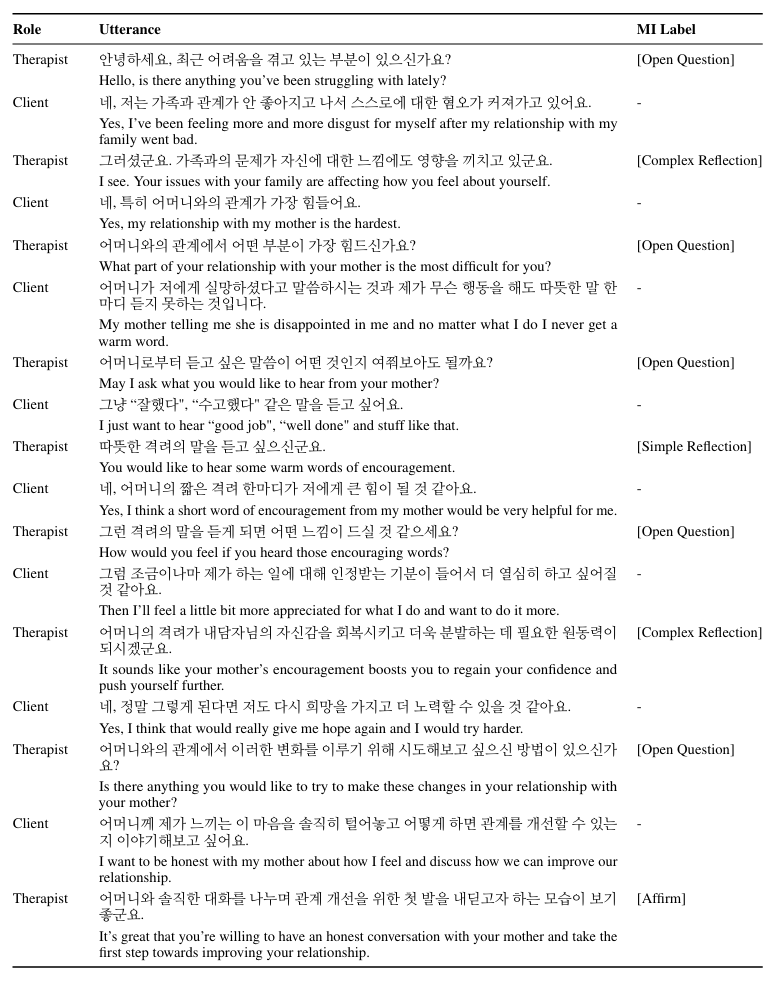 Role Utterance MI Label
Therapist 안녕하세요, 최근 어려움을 겪고 있는 부분이 있으신가요? [Open Question]
Hello, is there anything you've been struggling with lately?
Client 네, 저는 가족과 관계가 안 좋아지고 나서 스스로에 대한 혐오가 커져가고 있어요. -
Yes, I've been feeling more and more disgust for myself after my relationship with my
family went bad.
Therapist 그러셨군요. 가족과의 문제가 자신에 대한 느낌에도 영향을 끼치고 있군요. [Complex Reflection]
I see. Your issues with your family are affecting how you feel about yourself.
Client 네, 특히 어머니와의 관계가 가장 힘들어요. -
Yes, my relationship with my mother is the hardest.
Therapist 어머니와의 관계에서 어떤 부분이 가장 힘드신가요? [Open Question]
What part of your relationship with your mother is the most difficult for you?
Client 어머니가 저에게 실망하셨다고 말씀하시는 것과 제가 무슨 행동을 해도 따뜻한 말 한 -
마디 듣지 못하는 것입니다.
My mother telling me she is disappointed in me and no matter what I do I never get a
warm word.
Therapist 어머니로부터 듣고 싶은 말씀이 어떤 것인지 여쭤보아도 될까요? [Open Question]
May I ask what you would like to hear from your mother?
Client 그냥 “잘했다", “수고했다" 같은 말을 듣고 싶어요. -
I just want to hear “good job", “well done" and stuff like that.
Therapist 따뜻한 격려의 말을 듣고 싶으신군요. [Simple Reflection]
You would like to hear some warm words of encouragement.
Client 네, 어머니의 짧은 격려 한마디가 저에게 큰 힘이 될 것 같아요. -
Yes, I think a short word of encouragement from my mother would be very helpful for me.
Therapist 그런 격려의 말을 듣게 되면 어떤 느낌이 드실 것 같으세요? [Open Question]
How would you feel if you heard those encouraging words?
Client 그럼 조금이나마 제가 하는 일에 대해 인정받는 기분이 들어서 더 열심히 하고 싶어질 -
것 같아요.
Then I'll feel a little bit more appreciated for what I do and want to do it more.
Therapist 어머니의 격려가 내담자님의 자신감을 회복시키고 더욱 분발하는 데 필요한 원동력이 [Complex Reflection]
되시겠군요.
It sounds like your mother's encouragement boosts you to regain your confidence and
push yourself further.
Client 네, 정말 그렇게 된다면 저도 다시 희망을 가지고 더 노력할 수 있을 것 같아요. -
Yes, I think that would really give me hope again and I would try harder.
Therapist 어머니와의 관계에서 이러한 변화를 이루기 위해 시도해보고 싶으신 방법이 있으신가 [Open Question]
요?
Is there anything you would like to try to make these changes in your relationship with
your mother?
Client 어머니께 제가 느끼는 이 마음을 솔직히 털어놓고 어떻게 하면 관계를 개선할 수 있는 -
지 이야기해보고 싶어요.
I want to be honest with my mother about how I feel and discuss how we can improve our
relationship.
Therapist 어머니와 솔직한 대화를 나누며 관계 개선을 위한 첫 발을 내딛고자 하는 모습이 보기 [Affirm]
좋군요.
It's great that you're willing to have an honest conversation with your mother and take the
first step towards improving your relationship.